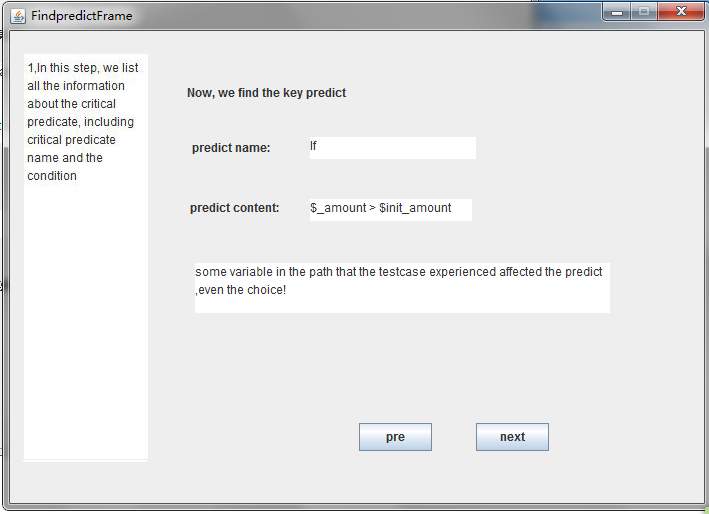 FindpredictFrame
1,In this step, we list
all the information
about the critical
predicate, including
critical predicate
name and the
condition
Now, we find the key predict
predict name:
If
predict content:
$_amount > $init_amount
some variable in the path that the testcase experienced affected the predict
,even the choice!
pre
next